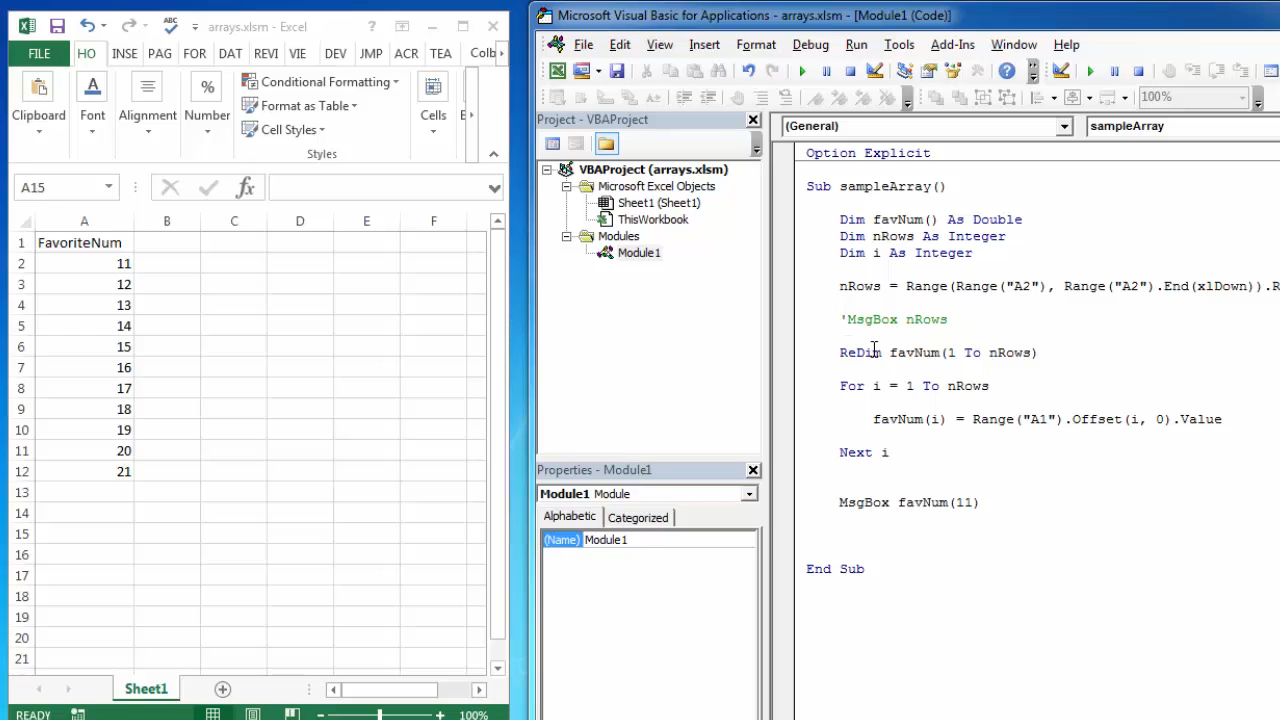 arrays.xlsm - Excel
FILE HO INSE PAG FOR DAT REVI VIE DEV JMP ACR TEA Colb
Clipboard Font Alignment Number
Conditional Formatting
Format as Table
Cell Styles
Styles
Cells
E
A15
A B C D E F
1 FavoriteNum
2 11
3 12
4 13
5 14
6 15
7 16
8 17
9 18
10 19
11 20
12 21
13
14
15
16
17
18
19
20
21
Sheet1
READY 100%
Microsoft Visual Basic for Applications - arrays.xlsm - [Module1 (Code)]
File Edit View Insert Format Debug Run Tools Add-Ins Window Help
100%
Project - VBAProject
VBAProject (arrays.xlsm)
Microsoft Excel Objects
Sheet1 (Sheet1)
ThisWorkbook
Modules
Module1
Properties - Module1
Module1 Module
Alphabetic Categorized
(Name) Module1
(General) sampleArray
Option Explicit
Sub sampleArray()
Dim favNum() As Double
Dim nRows As Integer
Dim i As Integer
nRows = Range(Range("A2"), Range("A2").End(xlDown)).R
'MsgBox nRows
ReDim favNum(1 To nRows)
For i = 1 To nRows
favNum(i) = Range("A1").Offset(i, 0).Value
Next i
MsgBox favNum(11)
End Sub